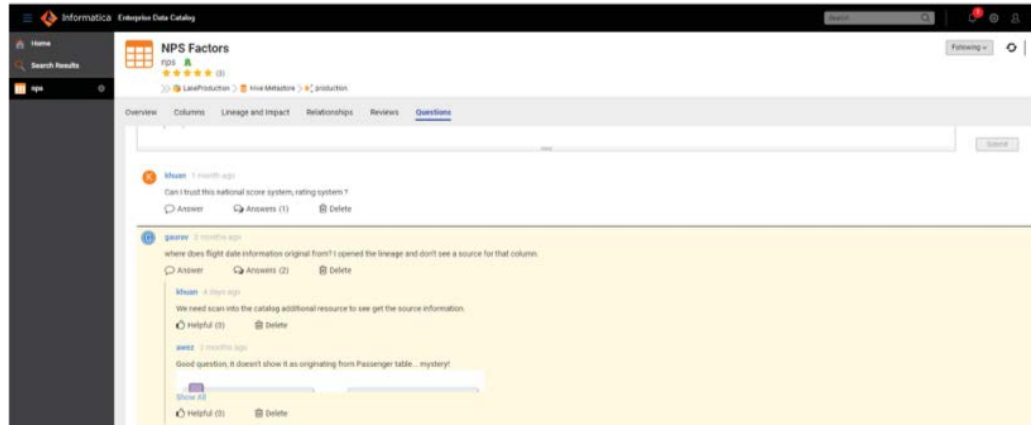 Informatica Enterprise Data Catalog
Search
Home
Search Results
nps
NPS Factors
nps
(3)
LakeProduction > Hive Metastore > production
Following
Overview Columns Lineage and Impact Relationships Reviews Questions
Submit
K
khuan 1 month ago
Can I trust this national score system, rating system ?
Answer Answers (1) Delete
G
gaurav 2 months ago
where does flight date information original from? I opened the lineage and don't see a source for that column.
Answer Answers (2) Delete
khuan 4 days ago
We need scan into the catalog additional resource to see get the source information.
Helpful (0) Delete
awez 2 months ago
Good question, it doesn't show it as originating from Passenger table... mystery!
Show All
Helpful (0) Delete